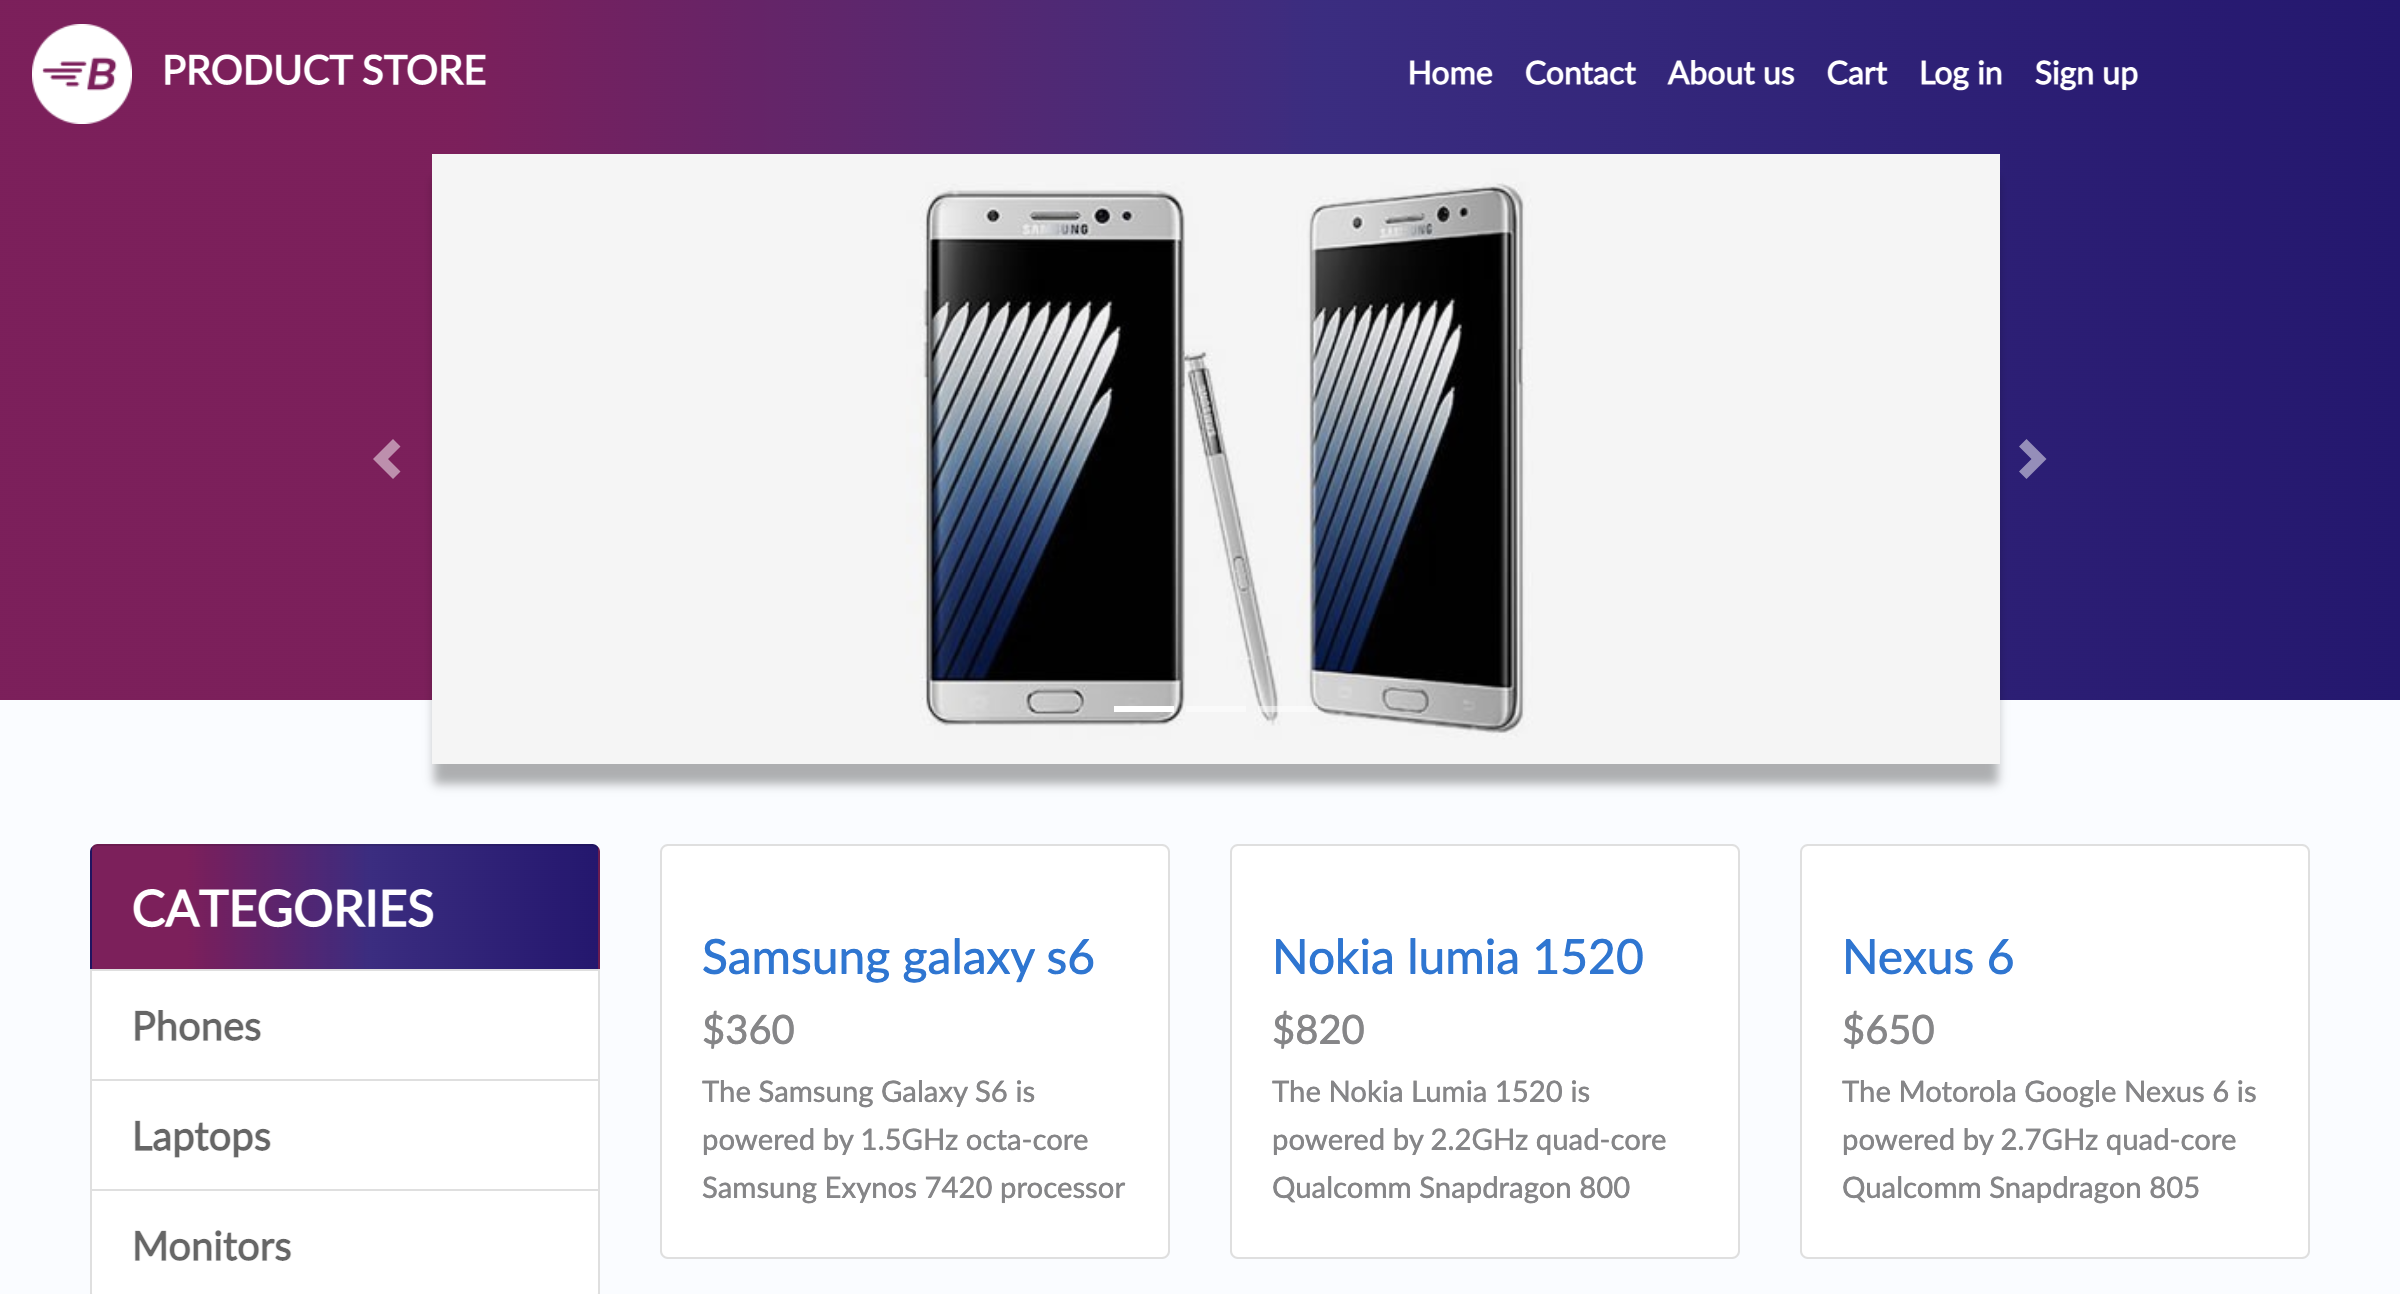 B
PRODUCT STORE
Home Contact About us Cart Log in Sign up
SAMSUNG
SAMSUNG
CATEGORIES
Phones
Laptops
Monitors
Samsung galaxy s6
$360
The Samsung Galaxy S6 is
powered by 1.5GHz octa-core
Samsung Exynos 7420 processor
Nokia lumia 1520
$820
The Nokia Lumia 1520 is
powered by 2.2GHz quad-core
Qualcomm Snapdragon 800
Nexus 6
$650
The Motorola Google Nexus 6 is
powered by 2.7GHz quad-core
Qualcomm Snapdragon 805